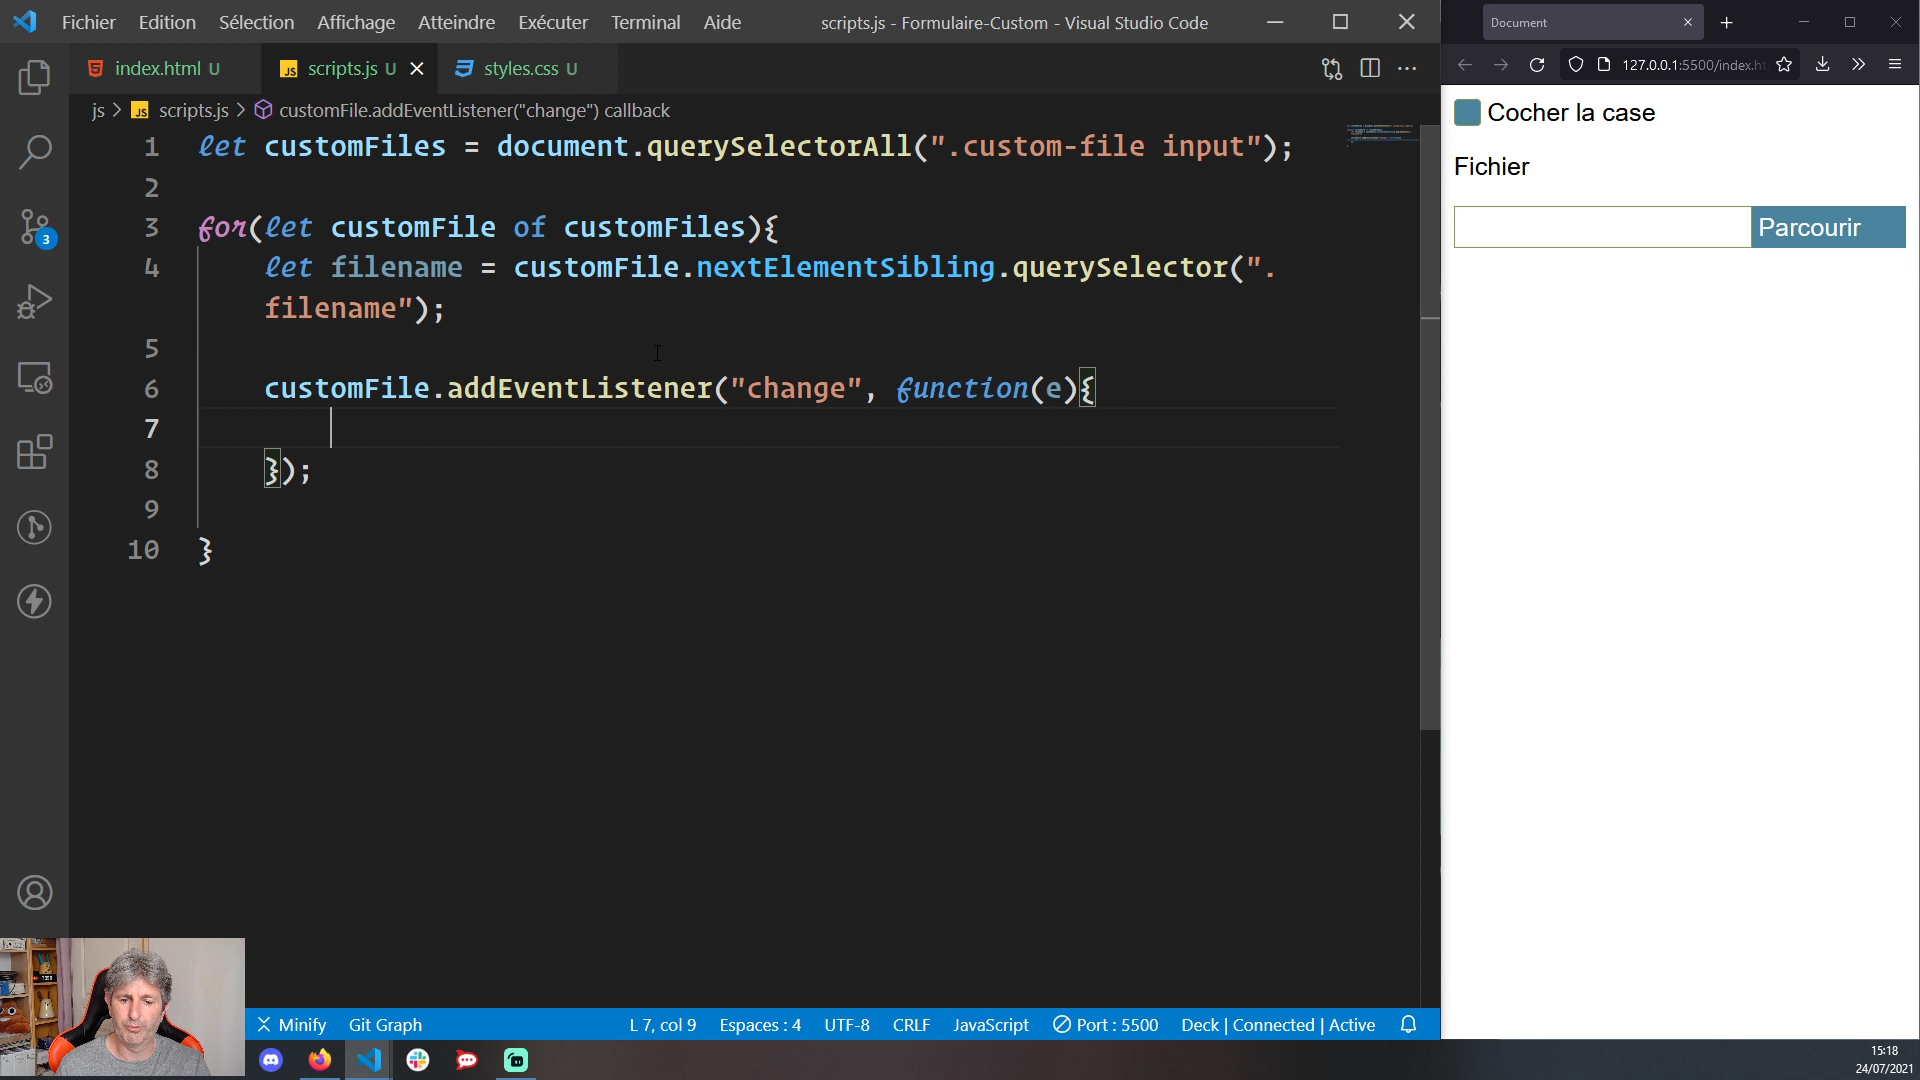 Fichier Edition Sélection Affichage Atteindre Exécuter Terminal Aide scripts.js - Formulaire-Custom - Visual Studio Code
Document
index.html U scripts.js U styles.css U
127.0.0.1:5500/index.ht
js scripts.js customFile.addEventListener("change") callback
1 let customFiles = document.querySelectorAll(".custom-file input");
2
3 for(let customFile of customFiles){
4 let filename = customFile.nextElementSibling.querySelector(".
filename");
5
6 customFile.addEventListener("change", function(e){
7
8 });
9
10 }
3
Cocher la case
Fichier
Parcourir
Minify Git Graph L 7, col 9 Espaces : 4 UTF-8 CRLF JavaScript Port : 5500 Deck | Connected | Active
15:18
24/07/2021